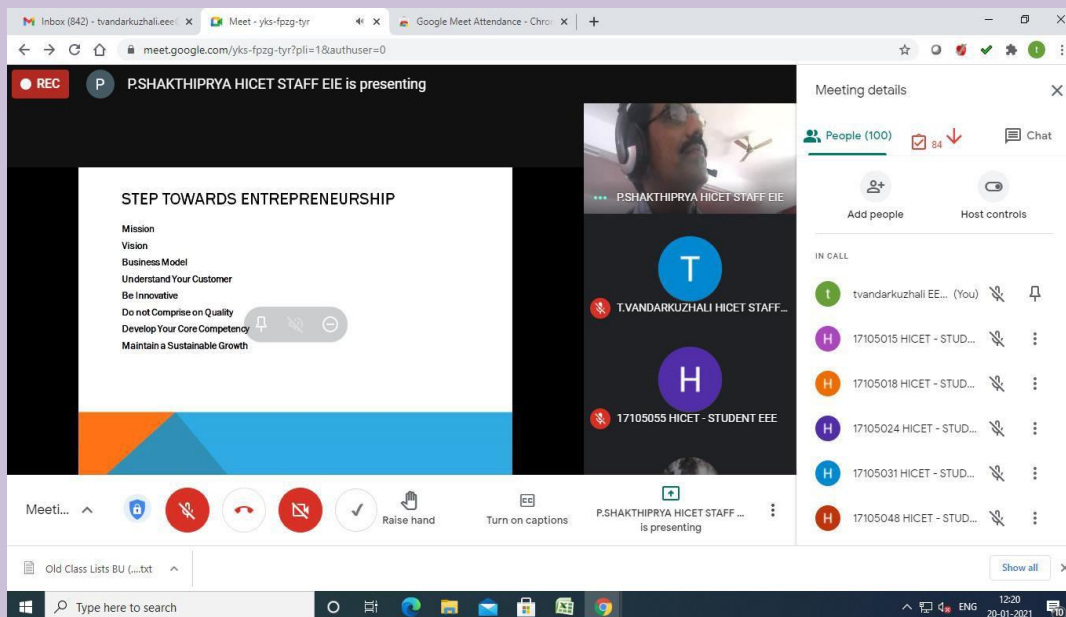 Inbox (842) - tvandarkuzhali.eee
Meet - yks-fpzg-tyr
Google Meet Attendance - Chro
meet.google.com/yks-fpzg-tyr?pli=1&authuser=0
t
REC
P
P.SHAKTHIPRYA HICET STAFF EIE is presenting
STEP TOWARDS ENTREPRENEURSHIP
Mission
Vision
Business Model
Understand Your Customer
Be Innovative
Do not Comprise on Quality
Develop Your Core Competency
Maintain a Sustainable Growth
P.SHAKTHIPRYA HICET STAFF EIE
T
T.VANDARKUZHALI HICET STAFF...
H
17105055 HICET - STUDENT EEE
Meeting details
People (100)
84
Chat
Add people
Host controls
IN CALL
t tvandarkuzhali EE... (You)
H 17105015 HICET - STUD...
H 17105018 HICET - STUD...
H 17105024 HICET - STUD...
H 17105031 HICET - STUD...
H 17105048 HICET - STUD...
Meeti...
Raise hand
CC
Turn on captions
P.SHAKTHIPRYA HICET STAFF ...
is presenting
Old Class Lists BU (....txt
Show all
Type here to search
ENG
12:20
20-01-2021